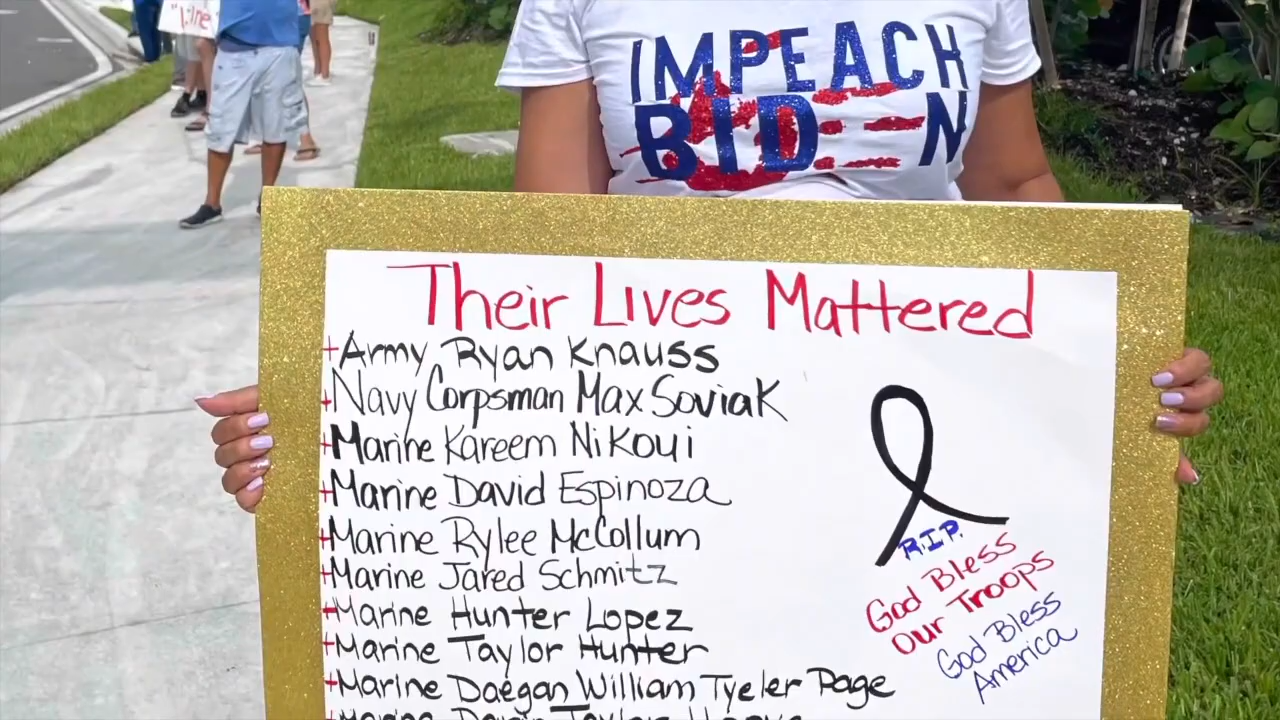 IMPEACH
BID N
Their Lives Mattered
+Army Ryan Knauss
+Navy Corpsman Max Soviak
+Marine Kareem Nikoui
+Marine David Espinoza
+Marine Rylee McCollum
+Marine Jared Schmitz
+Marine Hunter Lopez
+Marine Taylor Hunter
+Marine Daegan William Tyeler Page
R.I.P.
God Bless
Our Troops
God Bless
America